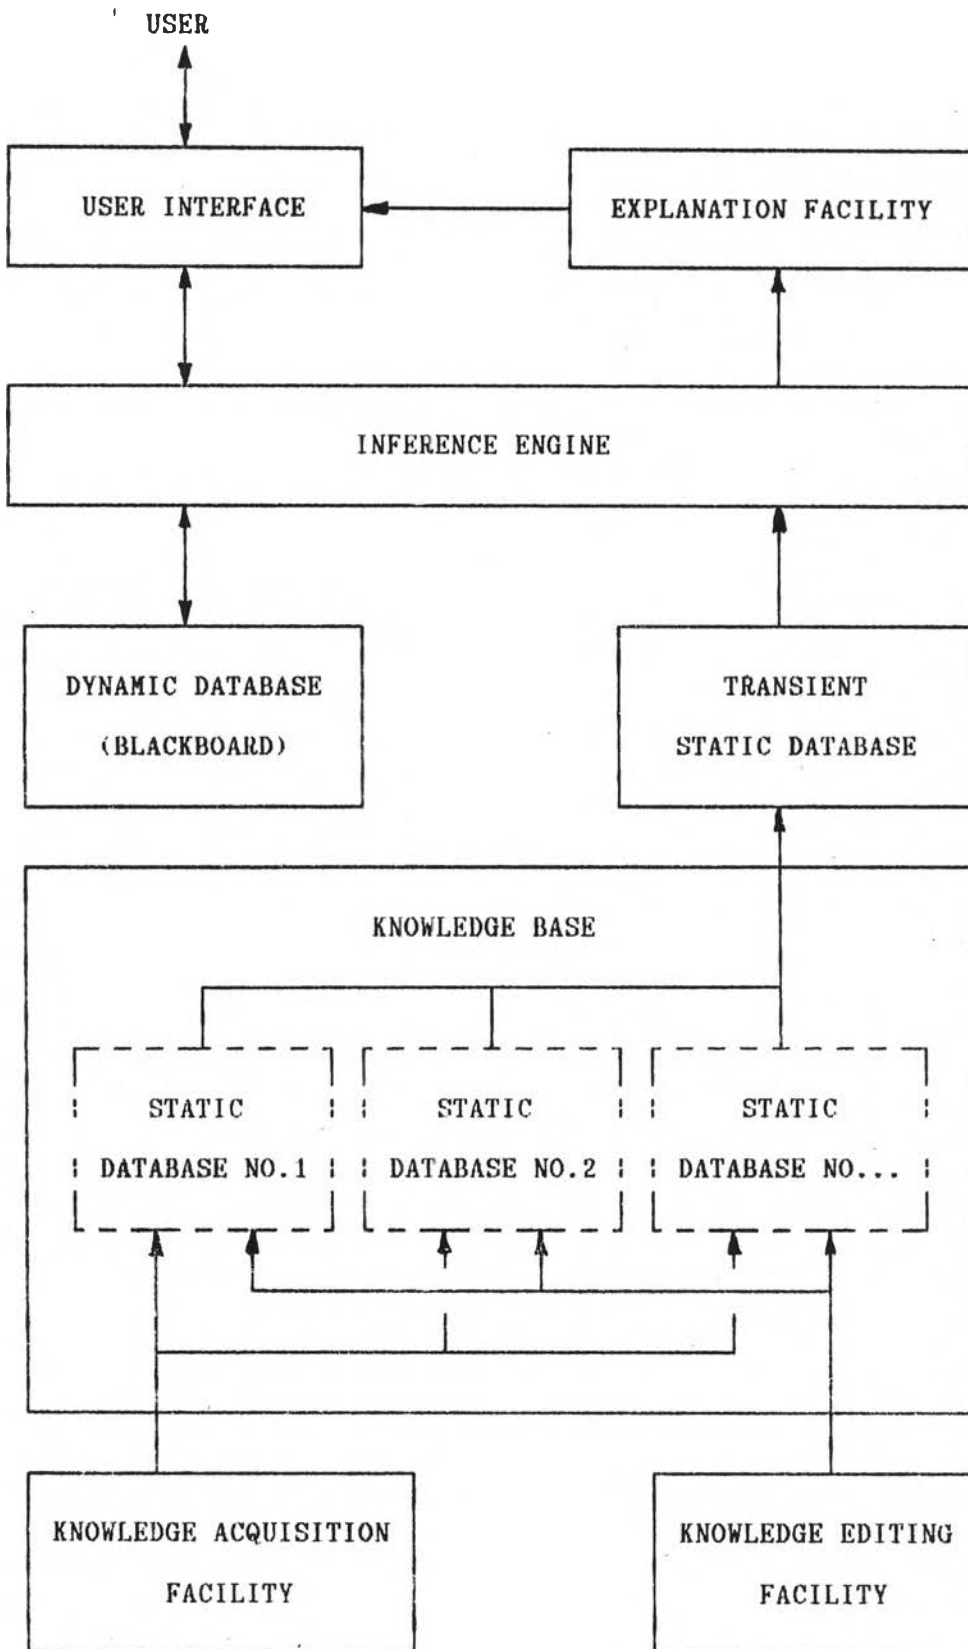 USER
USER INTERFACE
EXPLANATION FACILITY
INFERENCE ENGINE
DYNAMIC DATABASE
(BLACKBOARD)
TRANSIENT
STATIC DATABASE
KNOWLEDGE BASE
STATIC
DATABASE NO.1
STATIC
DATABASE NO.2
STATIC
DATABASE NO...
KNOWLEDGE ACQUISITION
FACILITY
KNOWLEDGE EDITING
FACILITY